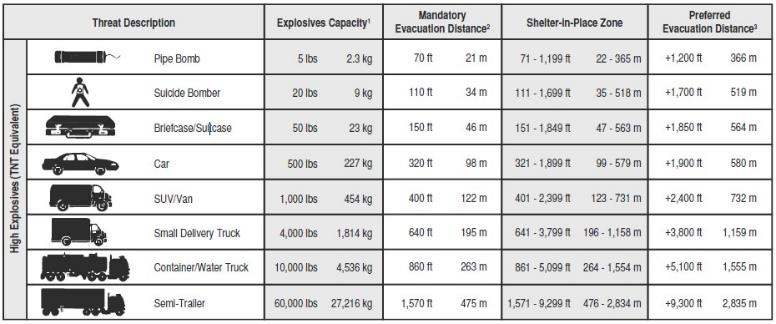 Threat Description Explosives Capacity¹ Mandatory Evacuation Distance² Shelter-in-Place Zone Preferred Evacuation Distance³
High Explosives (TNT Equivalent)
Pipe Bomb 5 lbs 2.3 kg 70 ft 21 m 71 - 1,199 ft 22 - 365 m +1,200 ft 366 m
Suicide Bomber 20 lbs 9 kg 110 ft 34 m 111 - 1,699 ft 35 - 518 m +1,700 ft 519 m
Briefcase/Suitcase 50 lbs 23 kg 150 ft 46 m 151 - 1,849 ft 47 - 563 m +1,850 ft 564 m
Car 500 lbs 227 kg 320 ft 98 m 321 - 1,899 ft 99 - 579 m +1,900 ft 580 m
SUV/Van 1,000 lbs 454 kg 400 ft 122 m 401 - 2,399 ft 123 - 731 m +2,400 ft 732 m
Small Delivery Truck 4,000 lbs 1,814 kg 640 ft 195 m 641 - 3,799 ft 196 - 1,158 m +3,800 ft 1,159 m
Container/Water Truck 10,000 lbs 4,536 kg 860 ft 263 m 861 - 5,099 ft 264 - 1,554 m +5,100 ft 1,555 m
Semi-Trailer 60,000 lbs 27,216 kg 1,570 ft 475 m 1,571 - 9,299 ft 476 - 2,834 m +9,300 ft 2,835 m